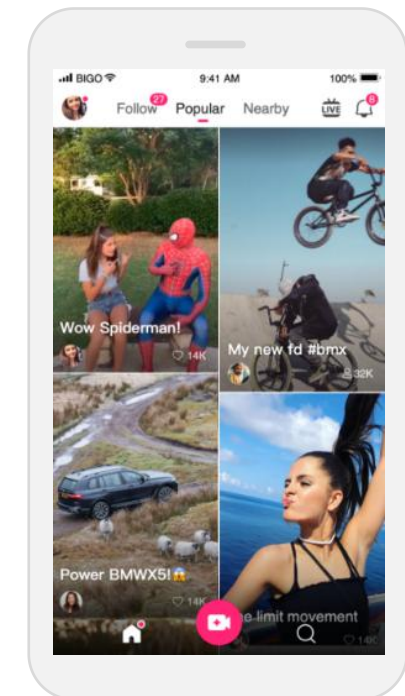 BIGO 9:41 AM 100%
Follow 27 Popular Nearby LIVE 8
Wow Spiderman!
14K
My new fd #bmx
32K
Power BMWX5!😱
14K
e limit movement
14K